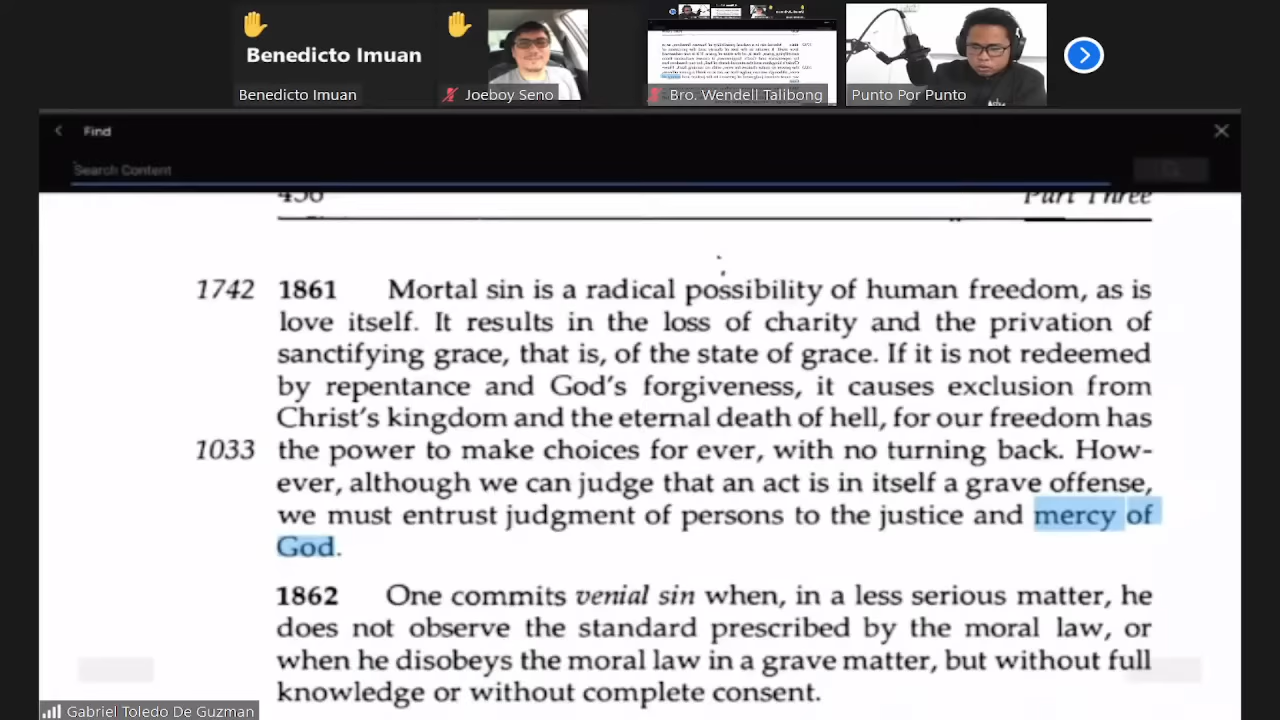 Benedicto Imuan
Benedicto Imuan
Joeboy Seno
Bro. Wendell Talibong
Punto Por Punto
Find
Search Content
456
Part Three
1742 1861 Mortal sin is a radical possibility of human freedom, as is
love itself. It results in the loss of charity and the privation of
sanctifying grace, that is, of the state of grace. If it is not redeemed
by repentance and God's forgiveness, it causes exclusion from
Christ's kingdom and the eternal death of hell, for our freedom has
1033 the power to make choices for ever, with no turning back. How-
ever, although we can judge that an act is in itself a grave offense,
we must entrust judgment of persons to the justice and mercy of
God.
1862 One commits venial sin when, in a less serious matter, he
does not observe the standard prescribed by the moral law, or
when he disobeys the moral law in a grave matter, but without full
knowledge or without complete consent.
Gabriel Toledo De Guzman